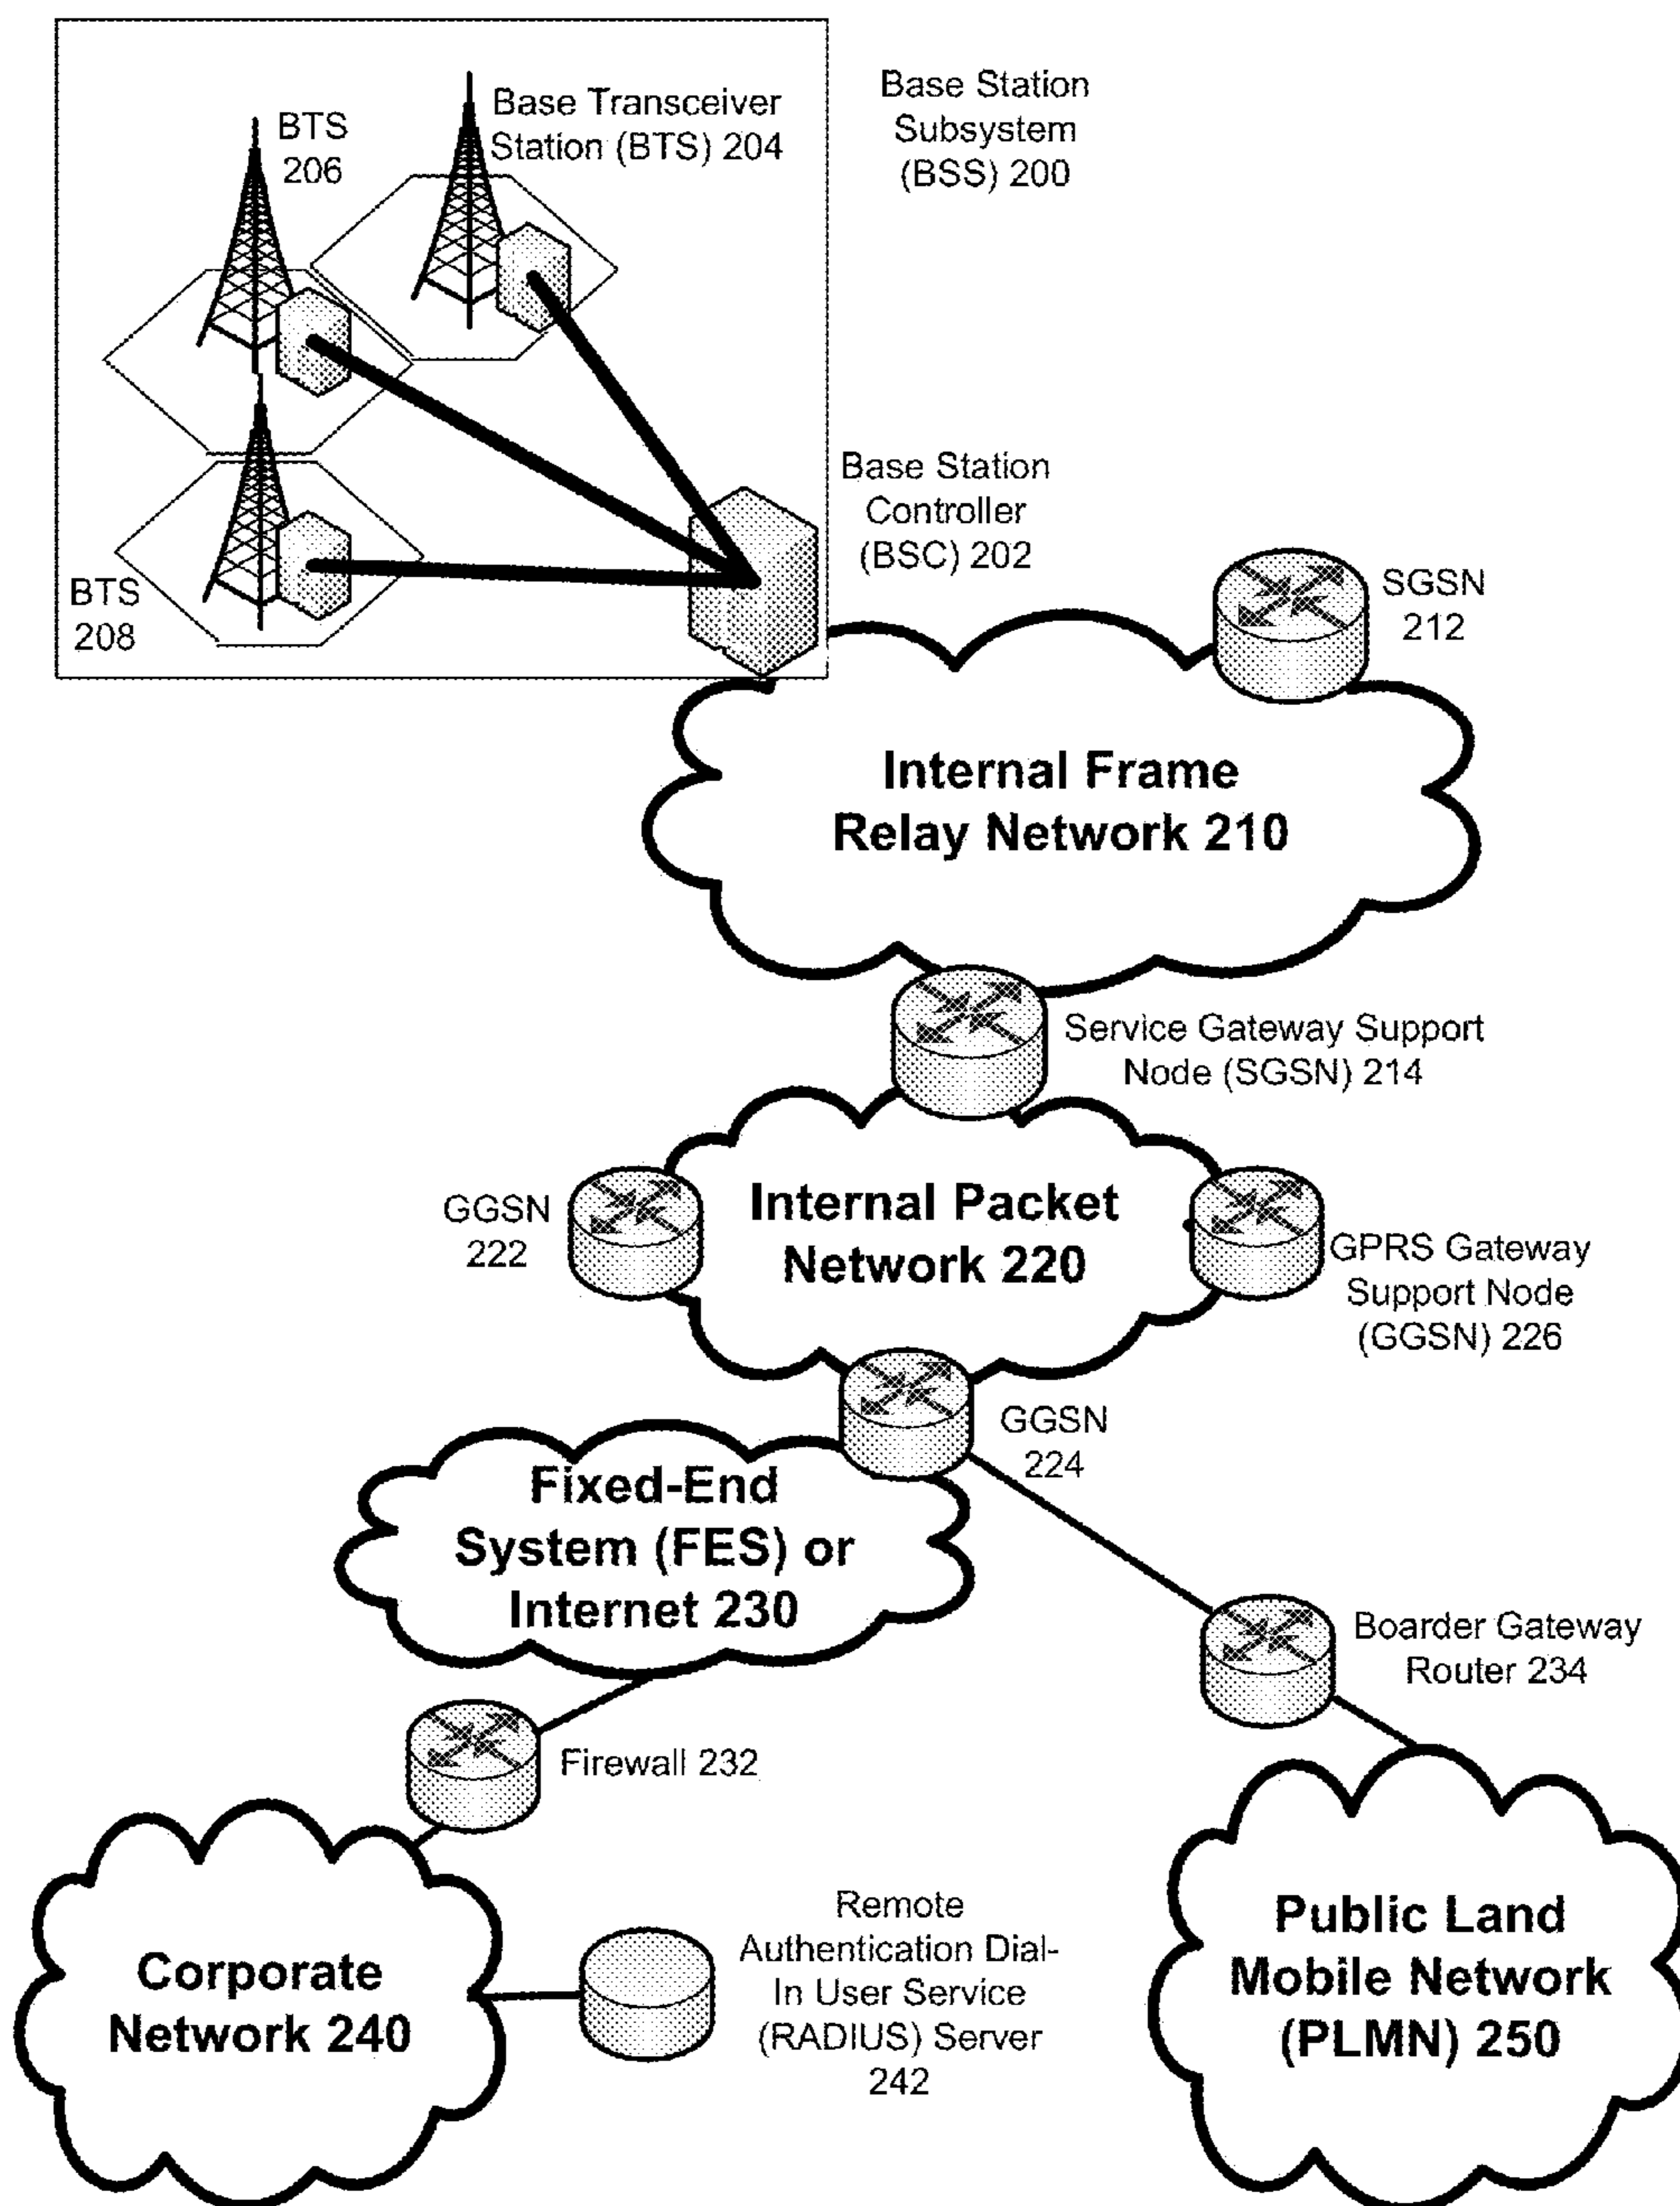 BTS
206
Base Transceiver
Station (BTS) 204
Base Station
Subsystem
(BSS) 200
BTS
208
Base Station
Controller
(BSC) 202
SGSN
212
Internal Frame
Relay Network 210
Service Gateway Support
Node (SGSN) 214
GGSN
222
Internal Packet
Network 220
GPRS Gateway
Support Node
(GGSN) 226
GGSN
224
Fixed-End
System (FES) or
Internet 230
Boarder Gateway
Router 234
Firewall 232
Corporate
Network 240
Remote
Authentication Dial-
In User Service
(RADIUS) Server
242
Public Land
Mobile Network
(PLMN) 250